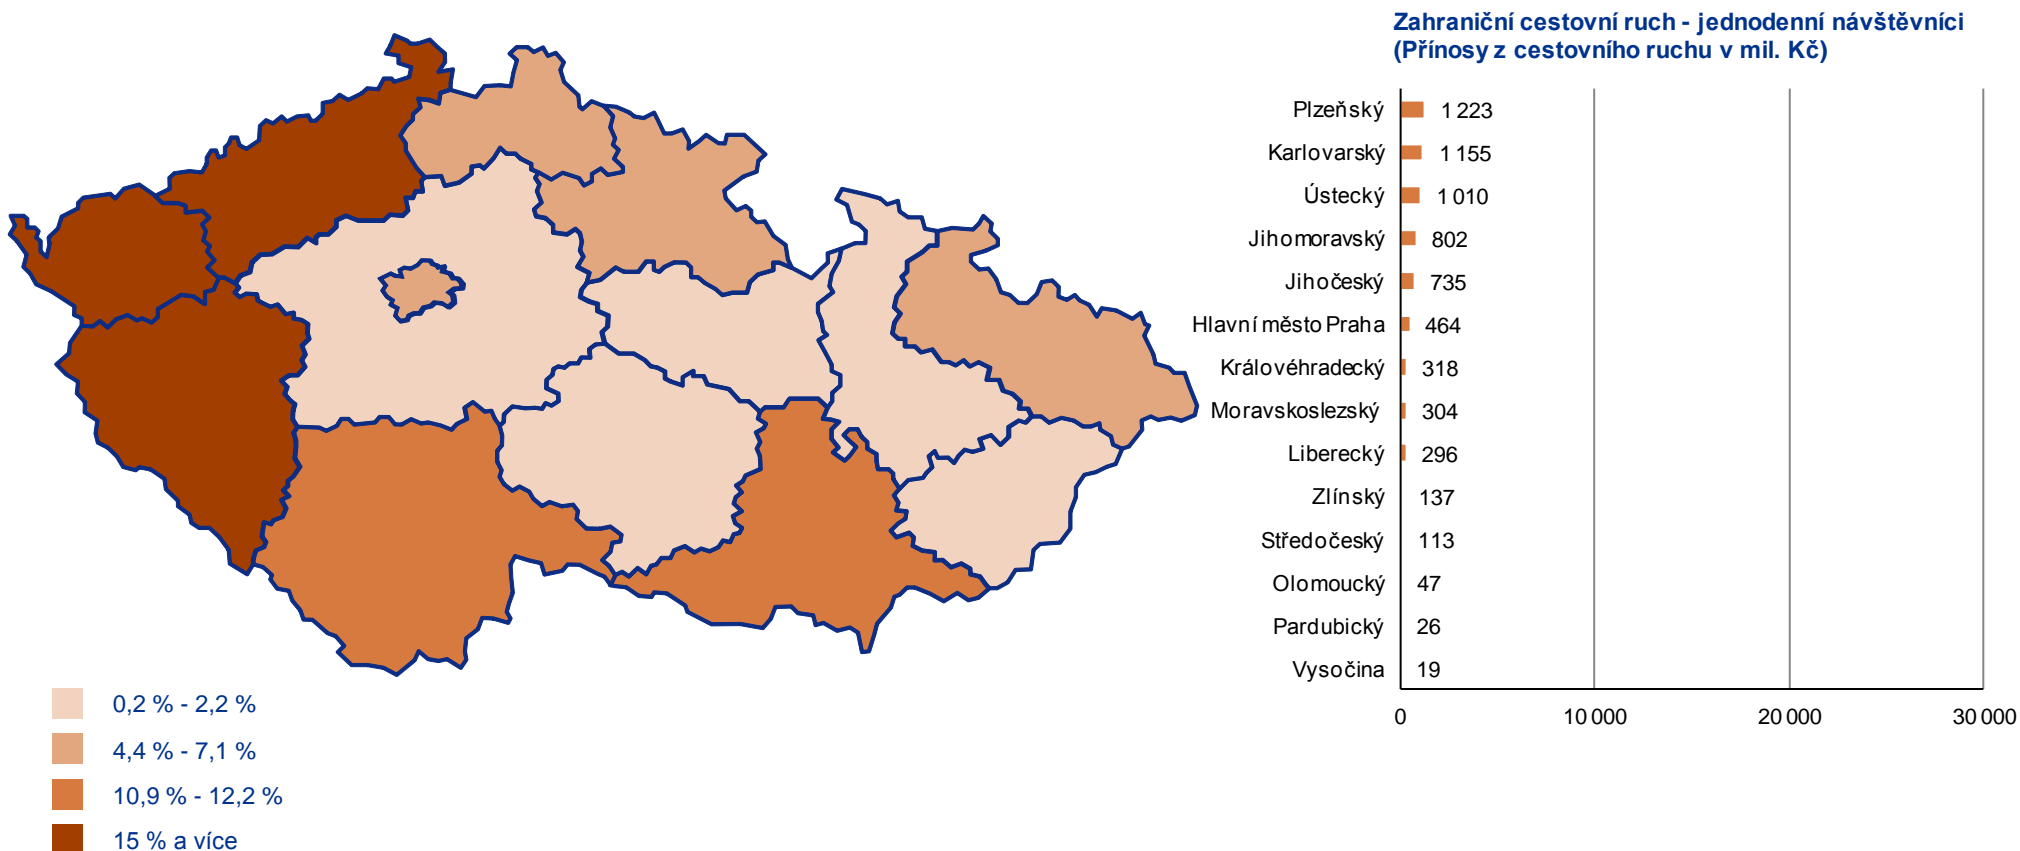 Zahraniční cestovní ruch - jednodenní návštěvníci
(Přínosy z cestovního ruchu v mil. Kč)
Plzeňský 1 223
Karlovarský 1 155
Ústecký 1 010
Jihomoravský 802
Jihočeský 735
Hlavní město Praha 464
Královéhradecký 318
Moravskoslezský 304
Liberecký 296
Zlínský 137
Středočeský 113
Olomoucký 47
Pardubický 26
Vysočina 19
0 10 000 20 000 30 000
0,2 % - 2,2 %
4,4 % - 7,1 %
10,9 % - 12,2 %
15 % a více